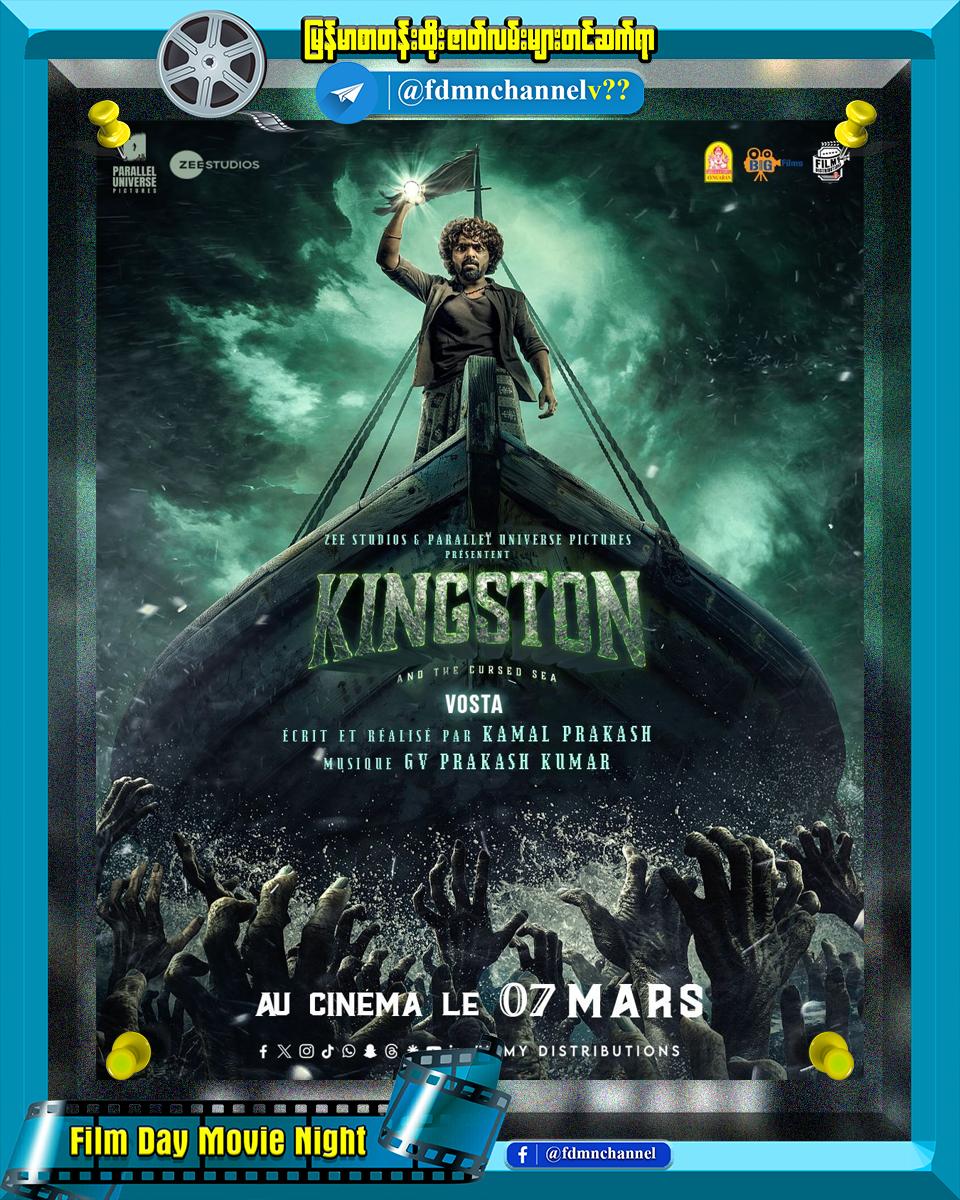 မြန်မာစာတန်းထိုးဇာတ်လမ်းများတင်ဆက်ရာ
@fdmnchannelv??
PARALLEL
UNIVERSE
PICTURES
ZEE STUDIOS
AYNGARAN
BIG Films
FILMS
ZEE STUDIOS & PARALLEL UNIVERSE PICTURES
PRÉSENTENT
KINGSTON
AND THE CURSED SEA
VOSTA
ÉCRIT ET RÉALISÉ PAR KAMAL PRAKASH
MUSIQUE GV PRAKASH KUMAR
AU CINÉMA LE 07 MARS
MY DISTRIBUTIONS
Film Day Movie Night
@fdmnchannel